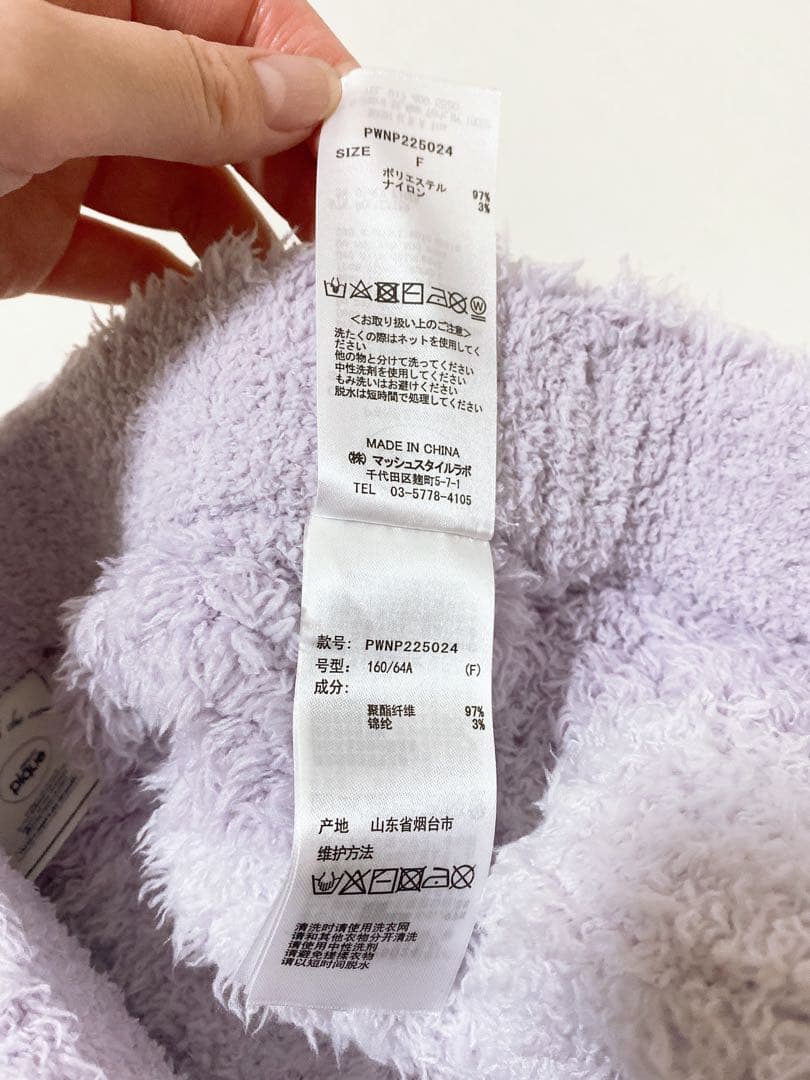 PWNP225024
SIZE F
ポリエステル 97%
ナイロン 3%
W
<お取り扱い上のご注意>
洗たくの際はネットを使用してく
ださい
他の物と分けて洗ってください
中性洗剤を使用してください
もみ洗いはお避けください
脱水は短時間で処理してください
MADE IN CHINA
(株) マッシュスタイルラボ
千代田区麹町5-7-1
TEL 03-5778-4105
款号: PWNP225024
号型: 160/64A (F)
成分:
聚酯纤维 97%
锦纶 3%
产地 山东省烟台市
维护方法
清洗时请使用洗衣网
请和其他衣物分开清洗
请使用中性洗剂
请避免搓揉衣物
请以短时间脱水
pique